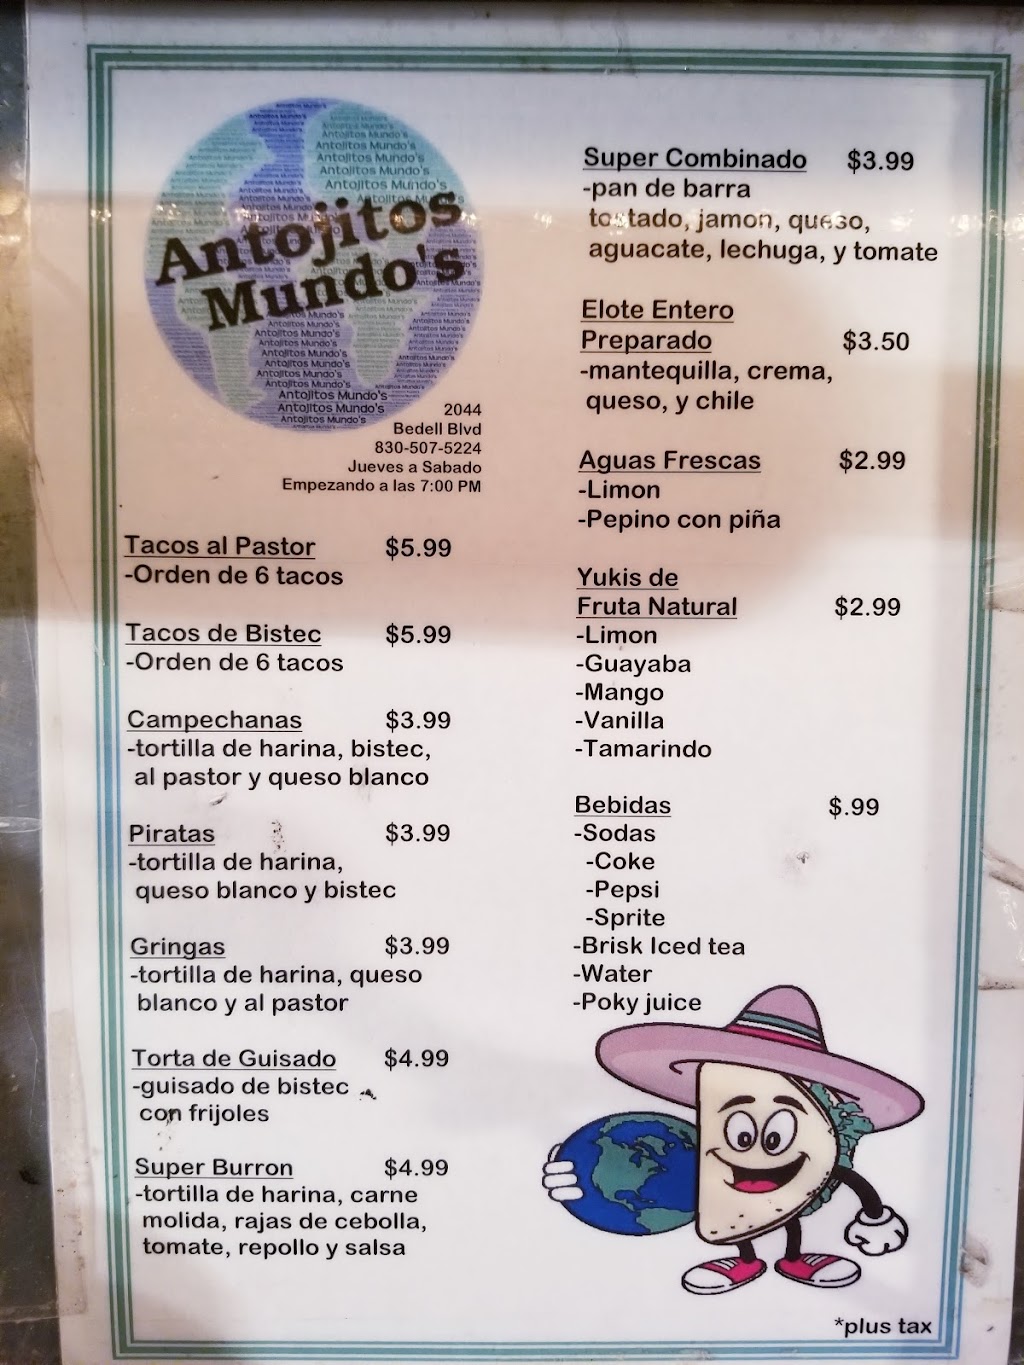 Antojitos
Mundo's
2044
Bedell Blvd
830-507-5224
Jueves a Sabado
Empezando a las 7:00 PM
Tacos al Pastor $5.99
-Orden de 6 tacos
Tacos de Bistec $5.99
-Orden de 6 tacos
Campechanas $3.99
-tortilla de harina, bistec,
al pastor y queso blanco
Piratas $3.99
-tortilla de harina,
queso blanco y bistec
Gringas $3.99
-tortilla de harina, queso
blanco y al pastor
Torta de Guisado $4.99
-guisado de bistec
con frijoles
Super Burron $4.99
-tortilla de harina, carne
molida, rajas de cebolla,
tomate, repollo y salsa
Super Combinado $3.99
-pan de barra
tostado, jamon, queso,
aguacate, lechuga, y tomate
Elote Entero
Preparado $3.50
-mantequilla, crema,
queso, y chile
Aguas Frescas $2.99
-Limon
-Pepino con piña
Yukis de
Fruta Natural $2.99
-Limon
-Guayaba
-Mango
-Vanilla
-Tamarindo
Bebidas $.99
-Sodas
-Coke
-Pepsi
-Sprite
-Brisk Iced tea
-Water
-Poky juice
*plus tax